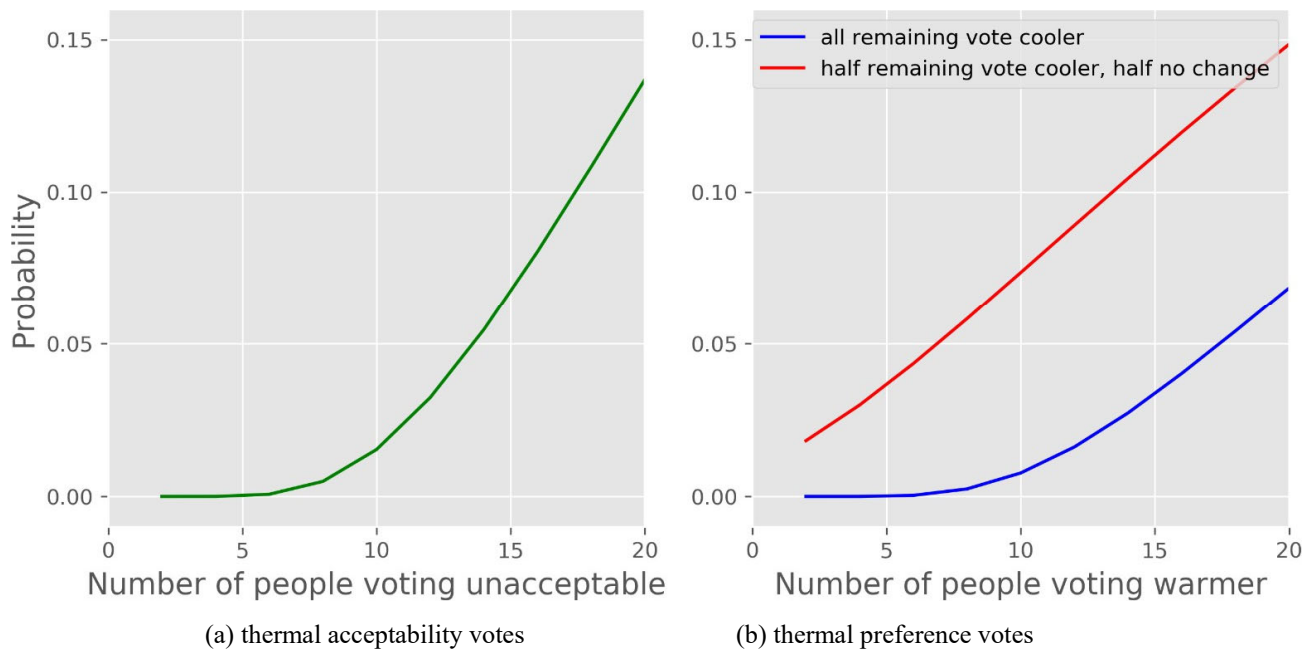 0.15
0.10
0.05
0.00
Probability
0 5 10 15 20
Number of people voting unacceptable
(a) thermal acceptability votes
all remaining vote cooler
half remaining vote cooler, half no change
0.15
0.10
0.05
0.00
0 5 10 15 20
Number of people voting warmer
(b) thermal preference votes